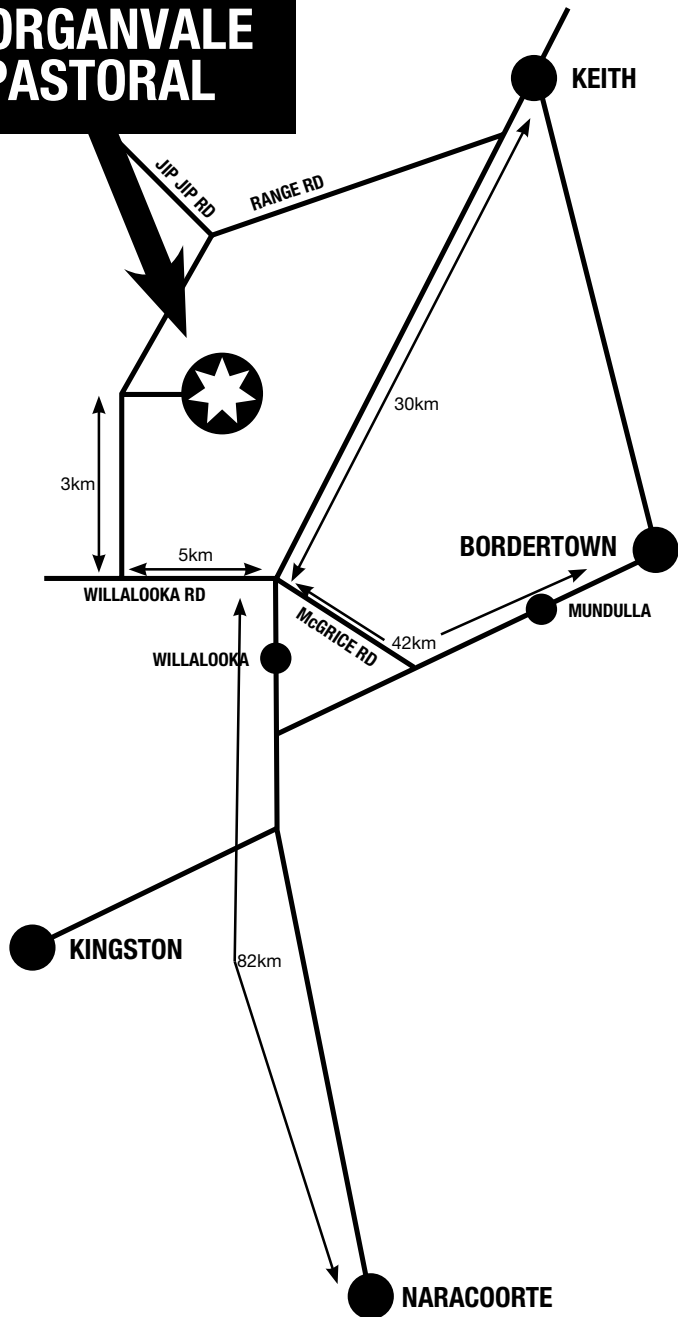 ORGANVALE
PASTORAL
KEITH
JIP JIP RD
RANGE RD
30km
3km
5km
BORDERTOWN
WILLALOOKA RD
MUNDULLA
McGRICE RD
42km
WILLALOOKA
KINGSTON
82km
NARACOORTE